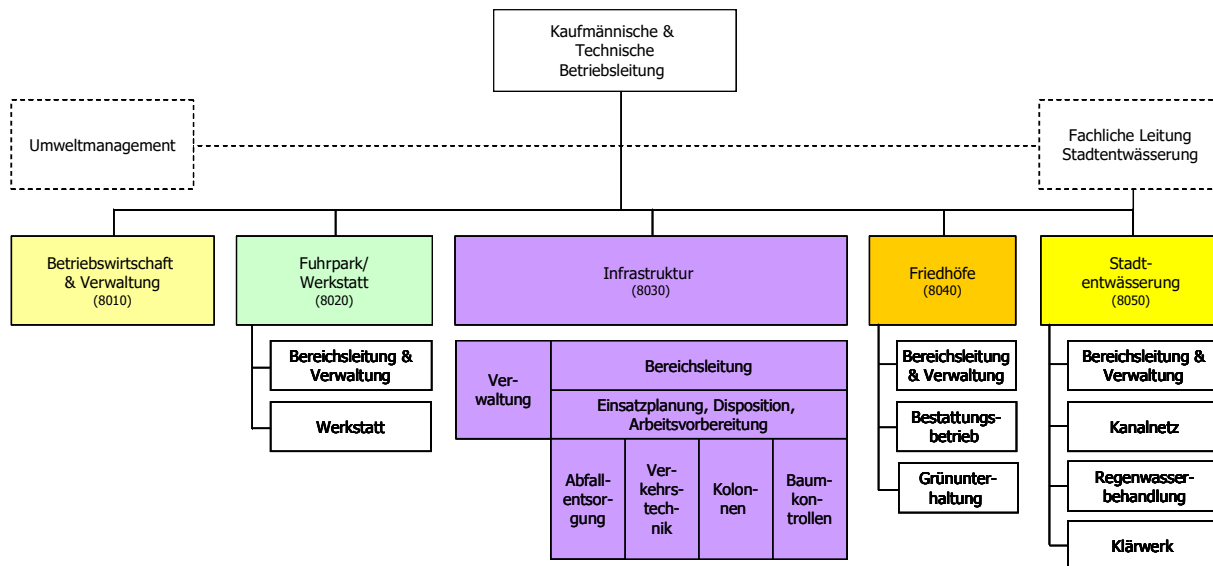 Kaufmännische &
Technische
Betriebsleitung
Umweltmanagement
Fachliche Leitung
Stadtentwässerung
Betriebswirtschaft
& Verwaltung
(8010)
Fuhrpark/
Werkstatt
(8020)
Infrastruktur
(8030)
Friedhöfe
(8040)
Stadt-
entwässerung
(8050)
Bereichsleitung &
Verwaltung
Werkstatt
Ver-
waltung
Bereichsleitung
Einsatzplanung, Disposition,
Arbeitsvorbereitung
Abfall-
entsor-
gung
Ver-
kehrs-
tech-
nik
Kolon-
nen
Baum-
kon-
trollen
Bereichsleitung
& Verwaltung
Bestattungs-
betrieb
Grünunter-
haltung
Bereichsleitung &
Verwaltung
Kanalnetz
Regenwasser-
behandlung
Klärwerk